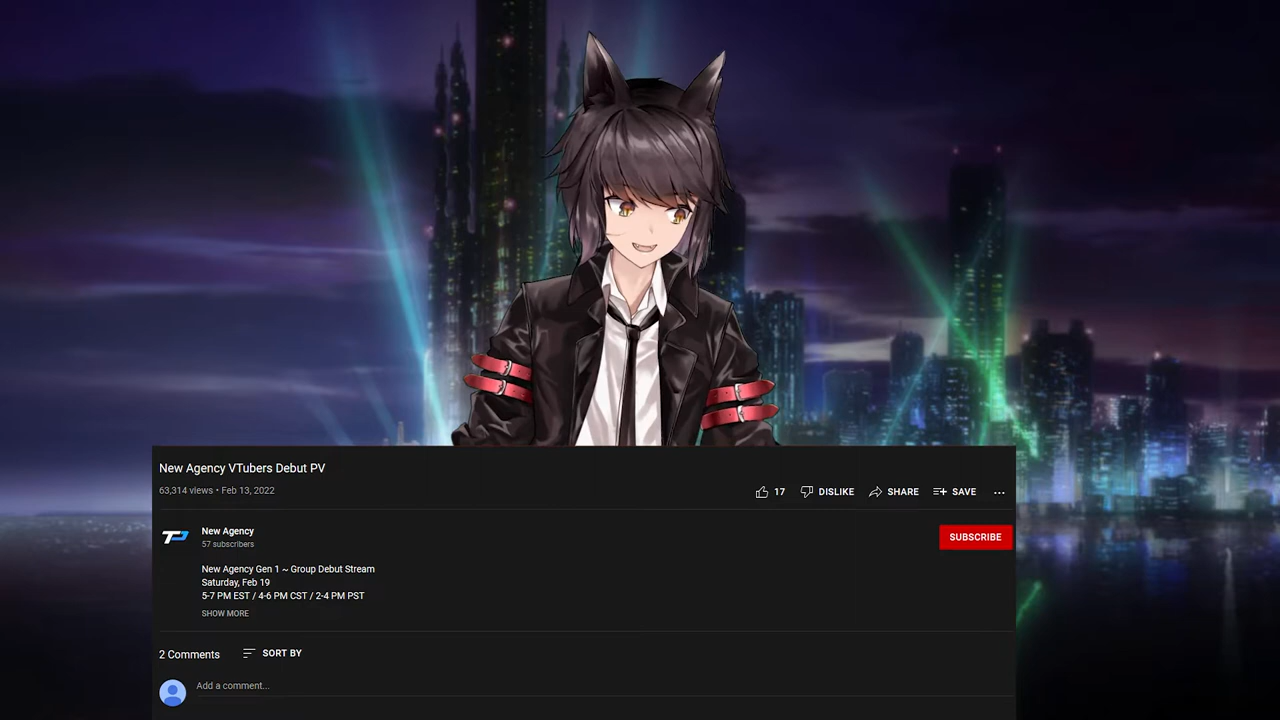 New Agency VTubers Debut PV
63,314 views • Feb 13, 2022
17 DISLIKE SHARE SAVE ...
New Agency
57 subscribers
SUBSCRIBE
New Agency Gen 1 ~ Group Debut Stream
Saturday, Feb 19
5-7 PM EST / 4-6 PM CST / 2-4 PM PST
SHOW MORE
2 Comments SORT BY
Add a comment...